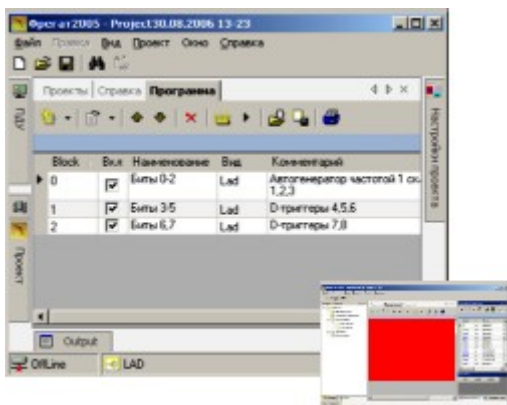 Фрегат2005 - Project30.08.2006 13-23
Файл Правка Вид Проект Окно Справка
Проекты Справка Программа
ПДУ
Настройки проекта
Block Вкл Наименование Вид Комментарий
0 Биты 0-2 Lad Автогенератор частотой 1
1,2,3
1 Биты 3-5 Lad D-триггеры 4,5,6
2 Биты 6,7 Lad D-триггеры 7,8
Проект
Output
OffLine LAD